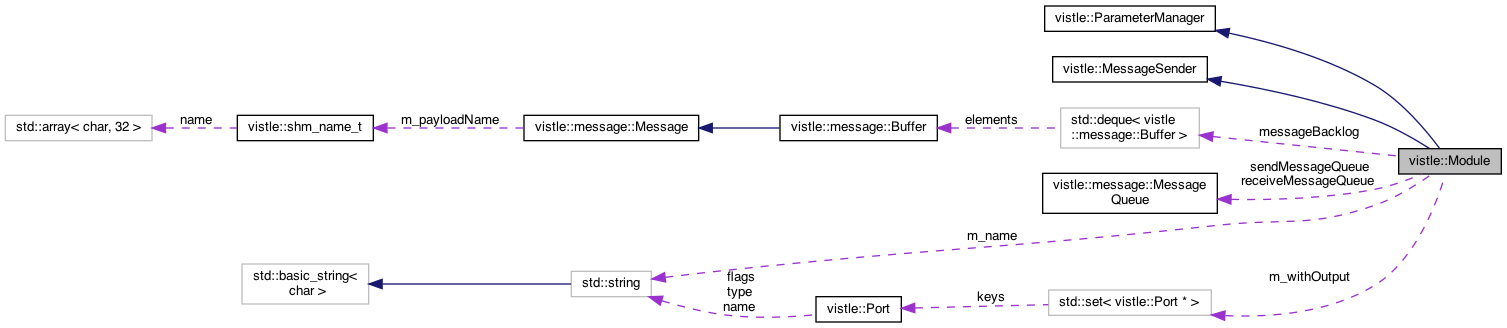 vistle::ParameterManager
vistle::MessageSender
std::array< char, 32 >
name
vistle::shm_name_t
m_payloadName
vistle::message::Message
vistle::message::Buffer
elements
std::deque< vistle
::message::Buffer >
messageBacklog
vistle::Module
sendMessageQueue
receiveMessageQueue
vistle::message::Message
Queue
m_name
std::basic_string<
char >
std::string
flags
type
name
vistle::Port
keys
std::set< vistle::Port * >
m_withOutput